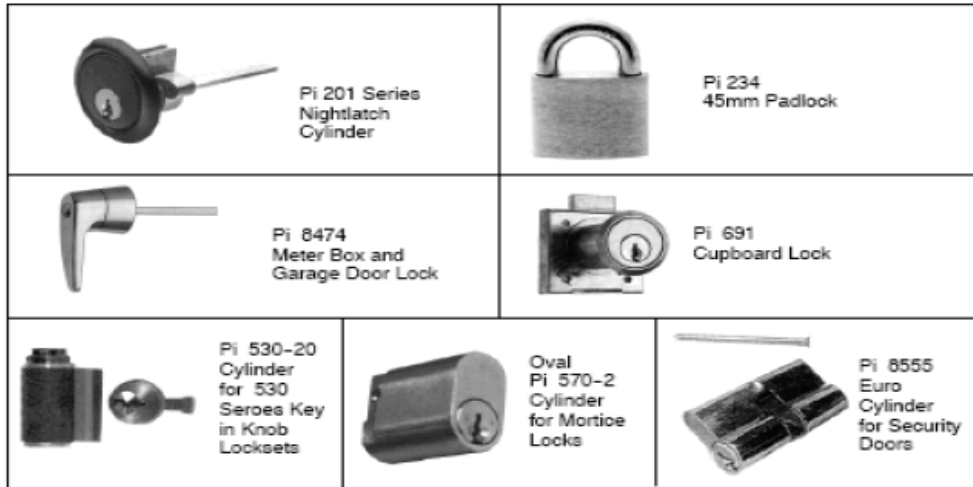 Pi 201 Series
Nightlatch
Cylinder
Pi 234
45mm Padlock
Pi 8474
Meter Box and
Garage Door Lock
Pi 691
Cupboard Lock
Pi 530-20
Cylinder
for 530
Seroes Key
in Knob
Locksets
Oval
Pi 570-2
Cylinder
for Mortice
Locks
Pi 8555
Euro
Cylinder
for Security
Doors